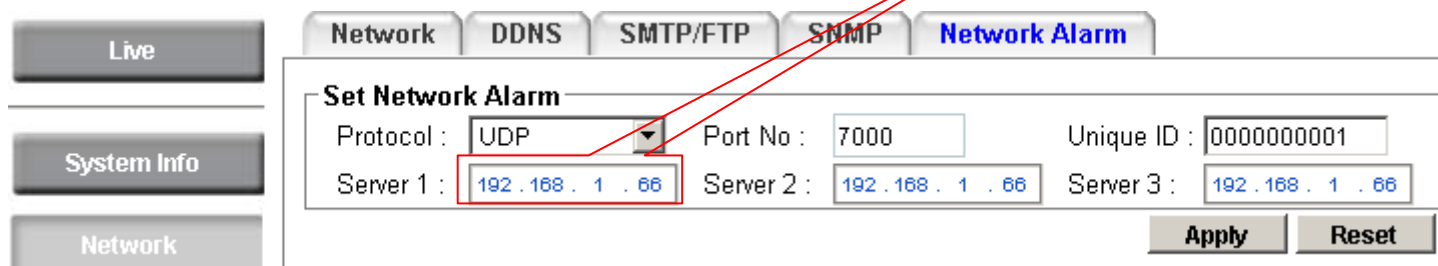 Network DDNS SMTP/FTP SNMP Network Alarm
Live
Set Network Alarm
Protocol : UDP Port No : 7000 Unique ID : 0000000001
System Info
Server 1 : 192 . 168 . 1 . 66 Server 2 : 192 . 168 . 1 . 66 Server 3 : 192 . 168 . 1 . 66
Network
Apply Reset